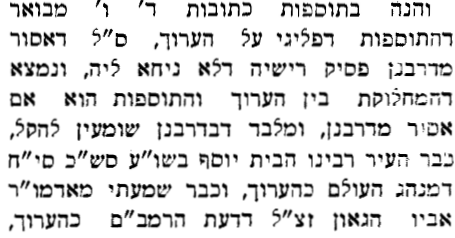 והנה בתוספות כתובות ד' ו' מבואר
דהתוספות דפליגי על הערוך, ס"ל דאסור
מדרבנן פסיק רישיה דלא ניחא ליה, ונמצא
דהמחלוקת בין הערוך והתוספות הוא אם
אסור מדרבנן, ומלבד דבדרבנן שומעין להקל,
כבר העיר רבינו הבית יוסף בשו"ע סש"כ סי"ח
דמנהג העולם כהערוך, וכבר שמעתי מאדמו"ר
אביו הגאון זצ"ל דדעת הרמב"ם כהערוך,